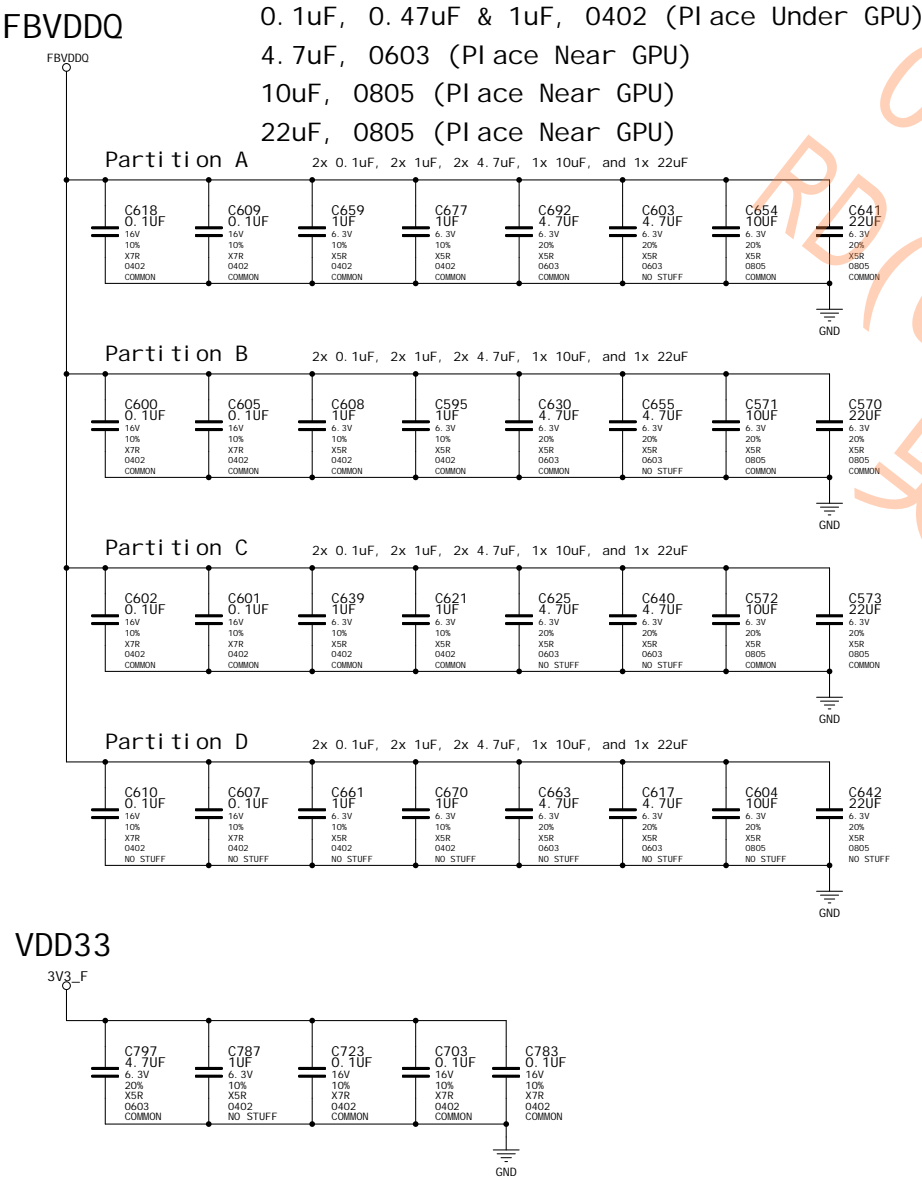 FBVDDQ
0.1uF, 0.47uF & 1uF, 0402 (Place Under GPU)
4.7uF, 0603 (Place Near GPU)
10uF, 0805 (Place Near GPU)
22uF, 0805 (Place Near GPU)
FBVDDQ
Partition A 2x 0.1uF, 2x 1uF, 2x 4.7uF, 1x 10uF, and 1x 22uF
C618 C609 C659 C677 C692 C603 C654 C641
0.1UF 0.1UF 1UF 1UF 4.7UF 4.7UF 10UF 22UF
16V 16V 6.3V 6.3V 6.3V 6.3V 6.3V 6.3V
10% 10% 10% 10% 20% 20% 20% 20%
X7R X7R X5R X5R X5R X5R X5R X5R
0402 0402 0402 0402 0603 0603 0805 0805
COMMON COMMON COMMON COMMON COMMON NO STUFF COMMON COMMON
GND
Partition B 2x 0.1uF, 2x 1uF, 2x 4.7uF, 1x 10uF, and 1x 22uF
C600 C605 C608 C595 C630 C655 C571 C570
0.1UF 0.1UF 1UF 1UF 4.7UF 4.7UF 10UF 22UF
16V 16V 6.3V 6.3V 6.3V 6.3V 6.3V 6.3V
10% 10% 10% 10% 20% 20% 20% 20%
X7R X7R X5R X5R X5R X5R X5R X5R
0402 0402 0402 0402 0603 0603 0805 0805
COMMON COMMON COMMON COMMON COMMON NO STUFF COMMON COMMON
GND
Partition C 2x 0.1uF, 2x 1uF, 2x 4.7uF, 1x 10uF, and 1x 22uF
C602 C601 C639 C621 C625 C640 C572 C573
0.1UF 0.1UF 1UF 1UF 4.7UF 4.7UF 10UF 22UF
16V 16V 6.3V 6.3V 6.3V 6.3V 6.3V 6.3V
10% 10% 10% 10% 20% 20% 20% 20%
X7R X7R X5R X5R X5R X5R X5R X5R
0402 0402 0402 0402 0603 0603 0805 0805
COMMON COMMON COMMON COMMON NO STUFF NO STUFF COMMON COMMON
GND
Partition D 2x 0.1uF, 2x 1uF, 2x 4.7uF, 1x 10uF, and 1x 22uF
C610 C607 C661 C670 C663 C617 C604 C642
0.1UF 0.1UF 1UF 1UF 4.7UF 4.7UF 10UF 22UF
16V 16V 6.3V 6.3V 6.3V 6.3V 6.3V 6.3V
10% 10% 10% 10% 20% 20% 20% 20%
X7R X7R X5R X5R X5R X5R X5R X5R
0402 0402 0402 0402 0603 0603 0805 0805
NO STUFF NO STUFF NO STUFF NO STUFF NO STUFF NO STUFF NO STUFF NO STUFF
GND
VDD33
3V3_F
C797 C787 C723 C703 C783
4.7UF 1UF 0.1UF 0.1UF 0.1UF
6.3V 6.3V 16V 16V 16V
20% 10% 10% 10% 10%
X5R X5R X7R X7R X7R
0603 0402 0402 0402 0402
COMMON NO STUFF COMMON COMMON COMMON
GND
RD(